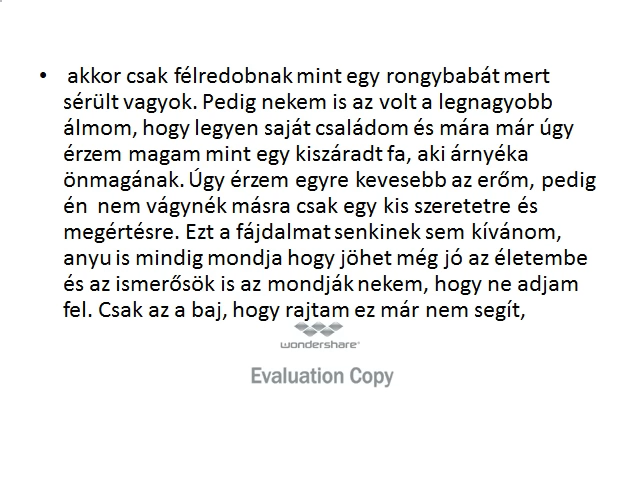 • akkor csak félredobnak mint egy rongybabát mert
sérült vagyok. Pedig nekem is az volt a legnagyobb
álmom, hogy legyen saját családom és mára már úgy
érzem magam mint egy kiszáradt fa, aki árnyéka
önmagának. Úgy érzem egyre kevesebb az erőm, pedig
én nem vágynék másra csak egy kis szeretetre és
megértésre. Ezt a fájdalmat senkinek sem kívánom,
anyu is mindig mondja hogy jöhet még jó az életembe
és az ismerősök is az mondják nekem, hogy ne adjam
fel. Csak az a baj, hogy rajtam ez már nem segít,
wondershare
Evaluation Copy